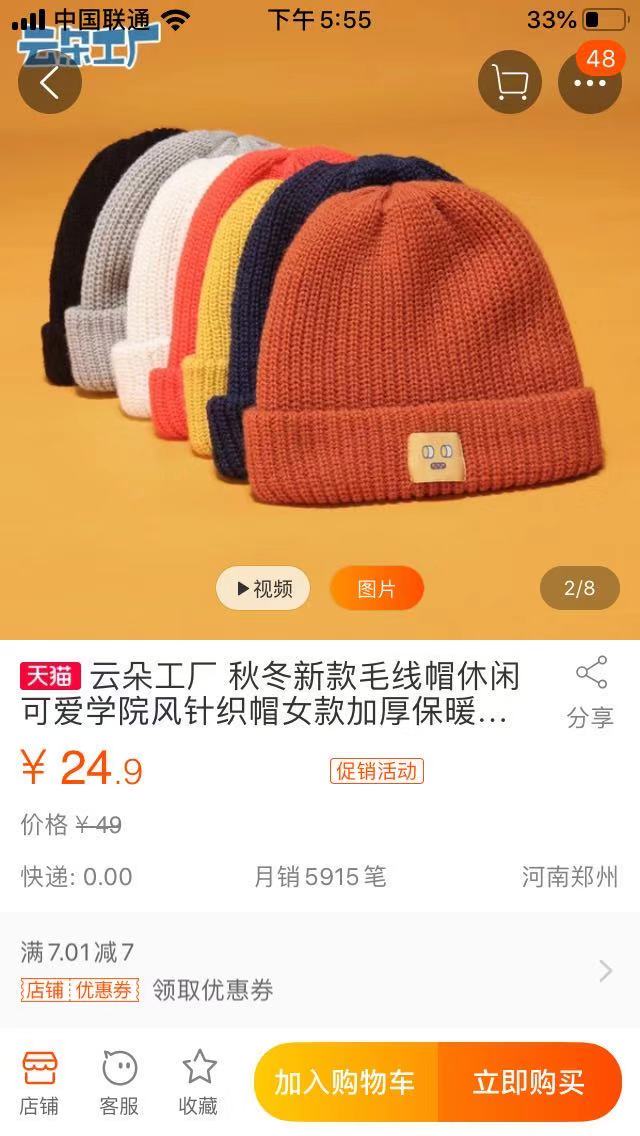 中国联通
下午5:55
33%
云朵工厂
48
视频
图片
2/8
天猫 云朵工厂 秋冬新款毛线帽休闲
可爱学院风针织帽女款加厚保暖...
分享
¥ 24.9
促销活动
价格 ¥ 49
快递: 0.00
月销5915笔
河南郑州
满7.01减7
店铺 优惠券 领取优惠券
店铺
客服
收藏
加入购物车
立即购买